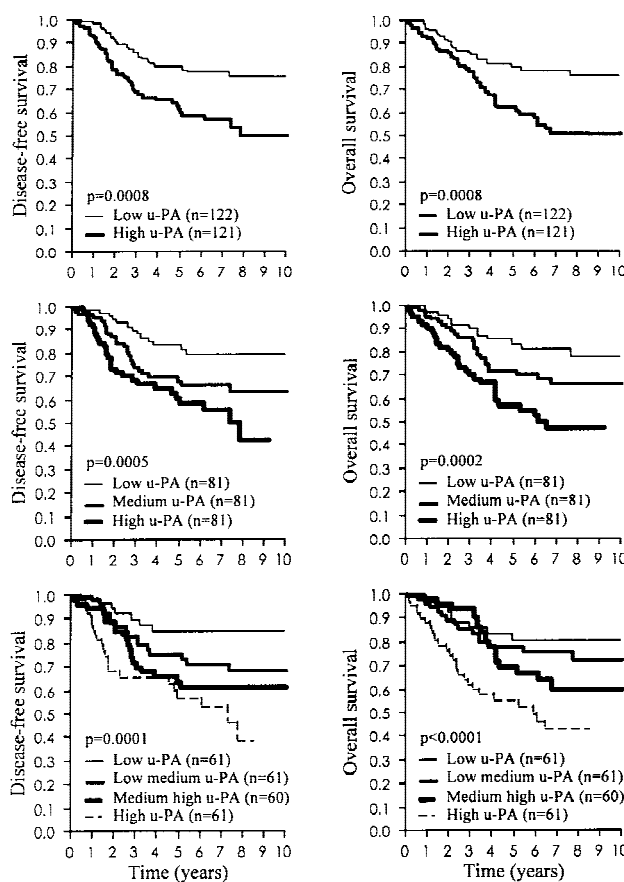 1.0
0.9
0.8
0.7
0.6
0.5
0.4
0.3
0.2
0.1
0.0
Disease-free survival
p=0.0008
Low u-PA (n=122)
High u-PA (n=121)
0 1 2 3 4 5 6 7 8 9 10
1.0
0.9
0.8
0.7
0.6
0.5
0.4
0.3
0.2
0.1
0.0
Overall survival
p=0.0008
Low u-PA (n=122)
High u-PA (n=121)
0 1 2 3 4 5 6 7 8 9 10
1.0
0.9
0.8
0.7
0.6
0.5
0.4
0.3
0.2
0.1
0.0
Disease-free survival
p=0.0005
Low u-PA (n=81)
Medium u-PA (n=81)
High u-PA (n=81)
0 1 2 3 4 5 6 7 8 9 10
1.0
0.9
0.8
0.7
0.6
0.5
0.4
0.3
0.2
0.1
0.0
Overall survival
p=0.0002
Low u-PA (n=81)
Medium u-PA (n=81)
High u-PA (n=81)
0 1 2 3 4 5 6 7 8 9 10
1.0
0.9
0.8
0.7
0.6
0.5
0.4
0.3
0.2
0.1
0.0
Disease-free survival
p=0.0001
Low u-PA (n=61)
Low medium u-PA (n=61)
Medium high u-PA (n=60)
High u-PA (n=61)
0 1 2 3 4 5 6 7 8 9 10
Time (years)
1.0
0.9
0.8
0.7
0.6
0.5
0.4
0.3
0.2
0.1
0.0
Overall survival
p<0.0001
Low u-PA (n=61)
Low medium u-PA (n=61)
Medium high u-PA (n=60)
High u-PA (n=61)
0 1 2 3 4 5 6 7 8 9 10
Time (years)